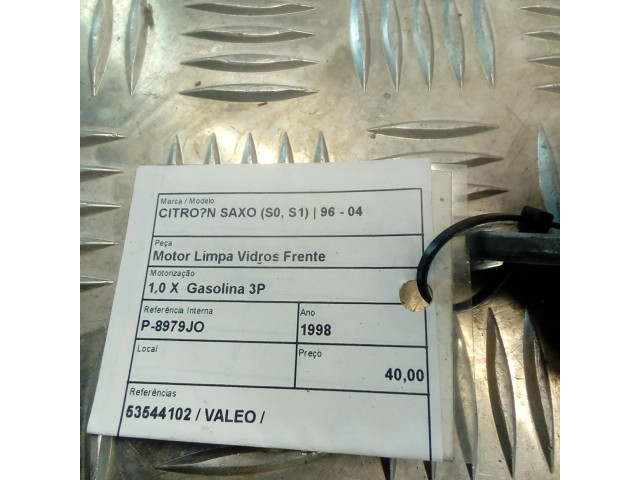 Marca / Modelo
CITRO?N SAXO (S0, S1) | 96 - 04
Peça
Motor Limpa Vidros Frente
Motorização
1.0 X Gasolina 3P
Referência Interna
P-8979JO
Ano
1998
Local
Preço
40,00
Referências
53544102 / VALEO /